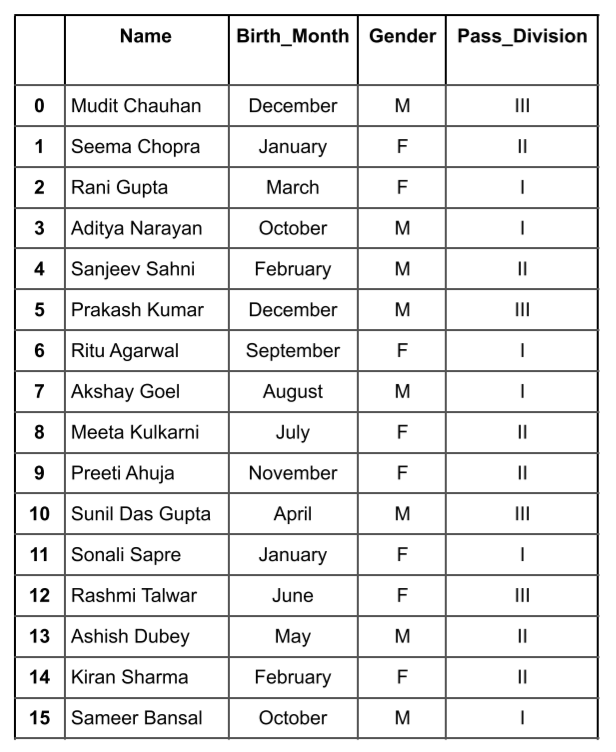 Name Birth_Month Gender Pass_Division
0 Mudit Chauhan December M III
1 Seema Chopra January F II
2 Rani Gupta March F I
3 Aditya Narayan October M I
4 Sanjeev Sahni February M II
5 Prakash Kumar December M III
6 Ritu Agarwal September F I
7 Akshay Goel August M I
8 Meeta Kulkarni July F II
9 Preeti Ahuja November F II
10 Sunil Das Gupta April M III
11 Sonali Sapre January F I
12 Rashmi Talwar June F III
13 Ashish Dubey May M II
14 Kiran Sharma February F II
15 Sameer Bansal October M I